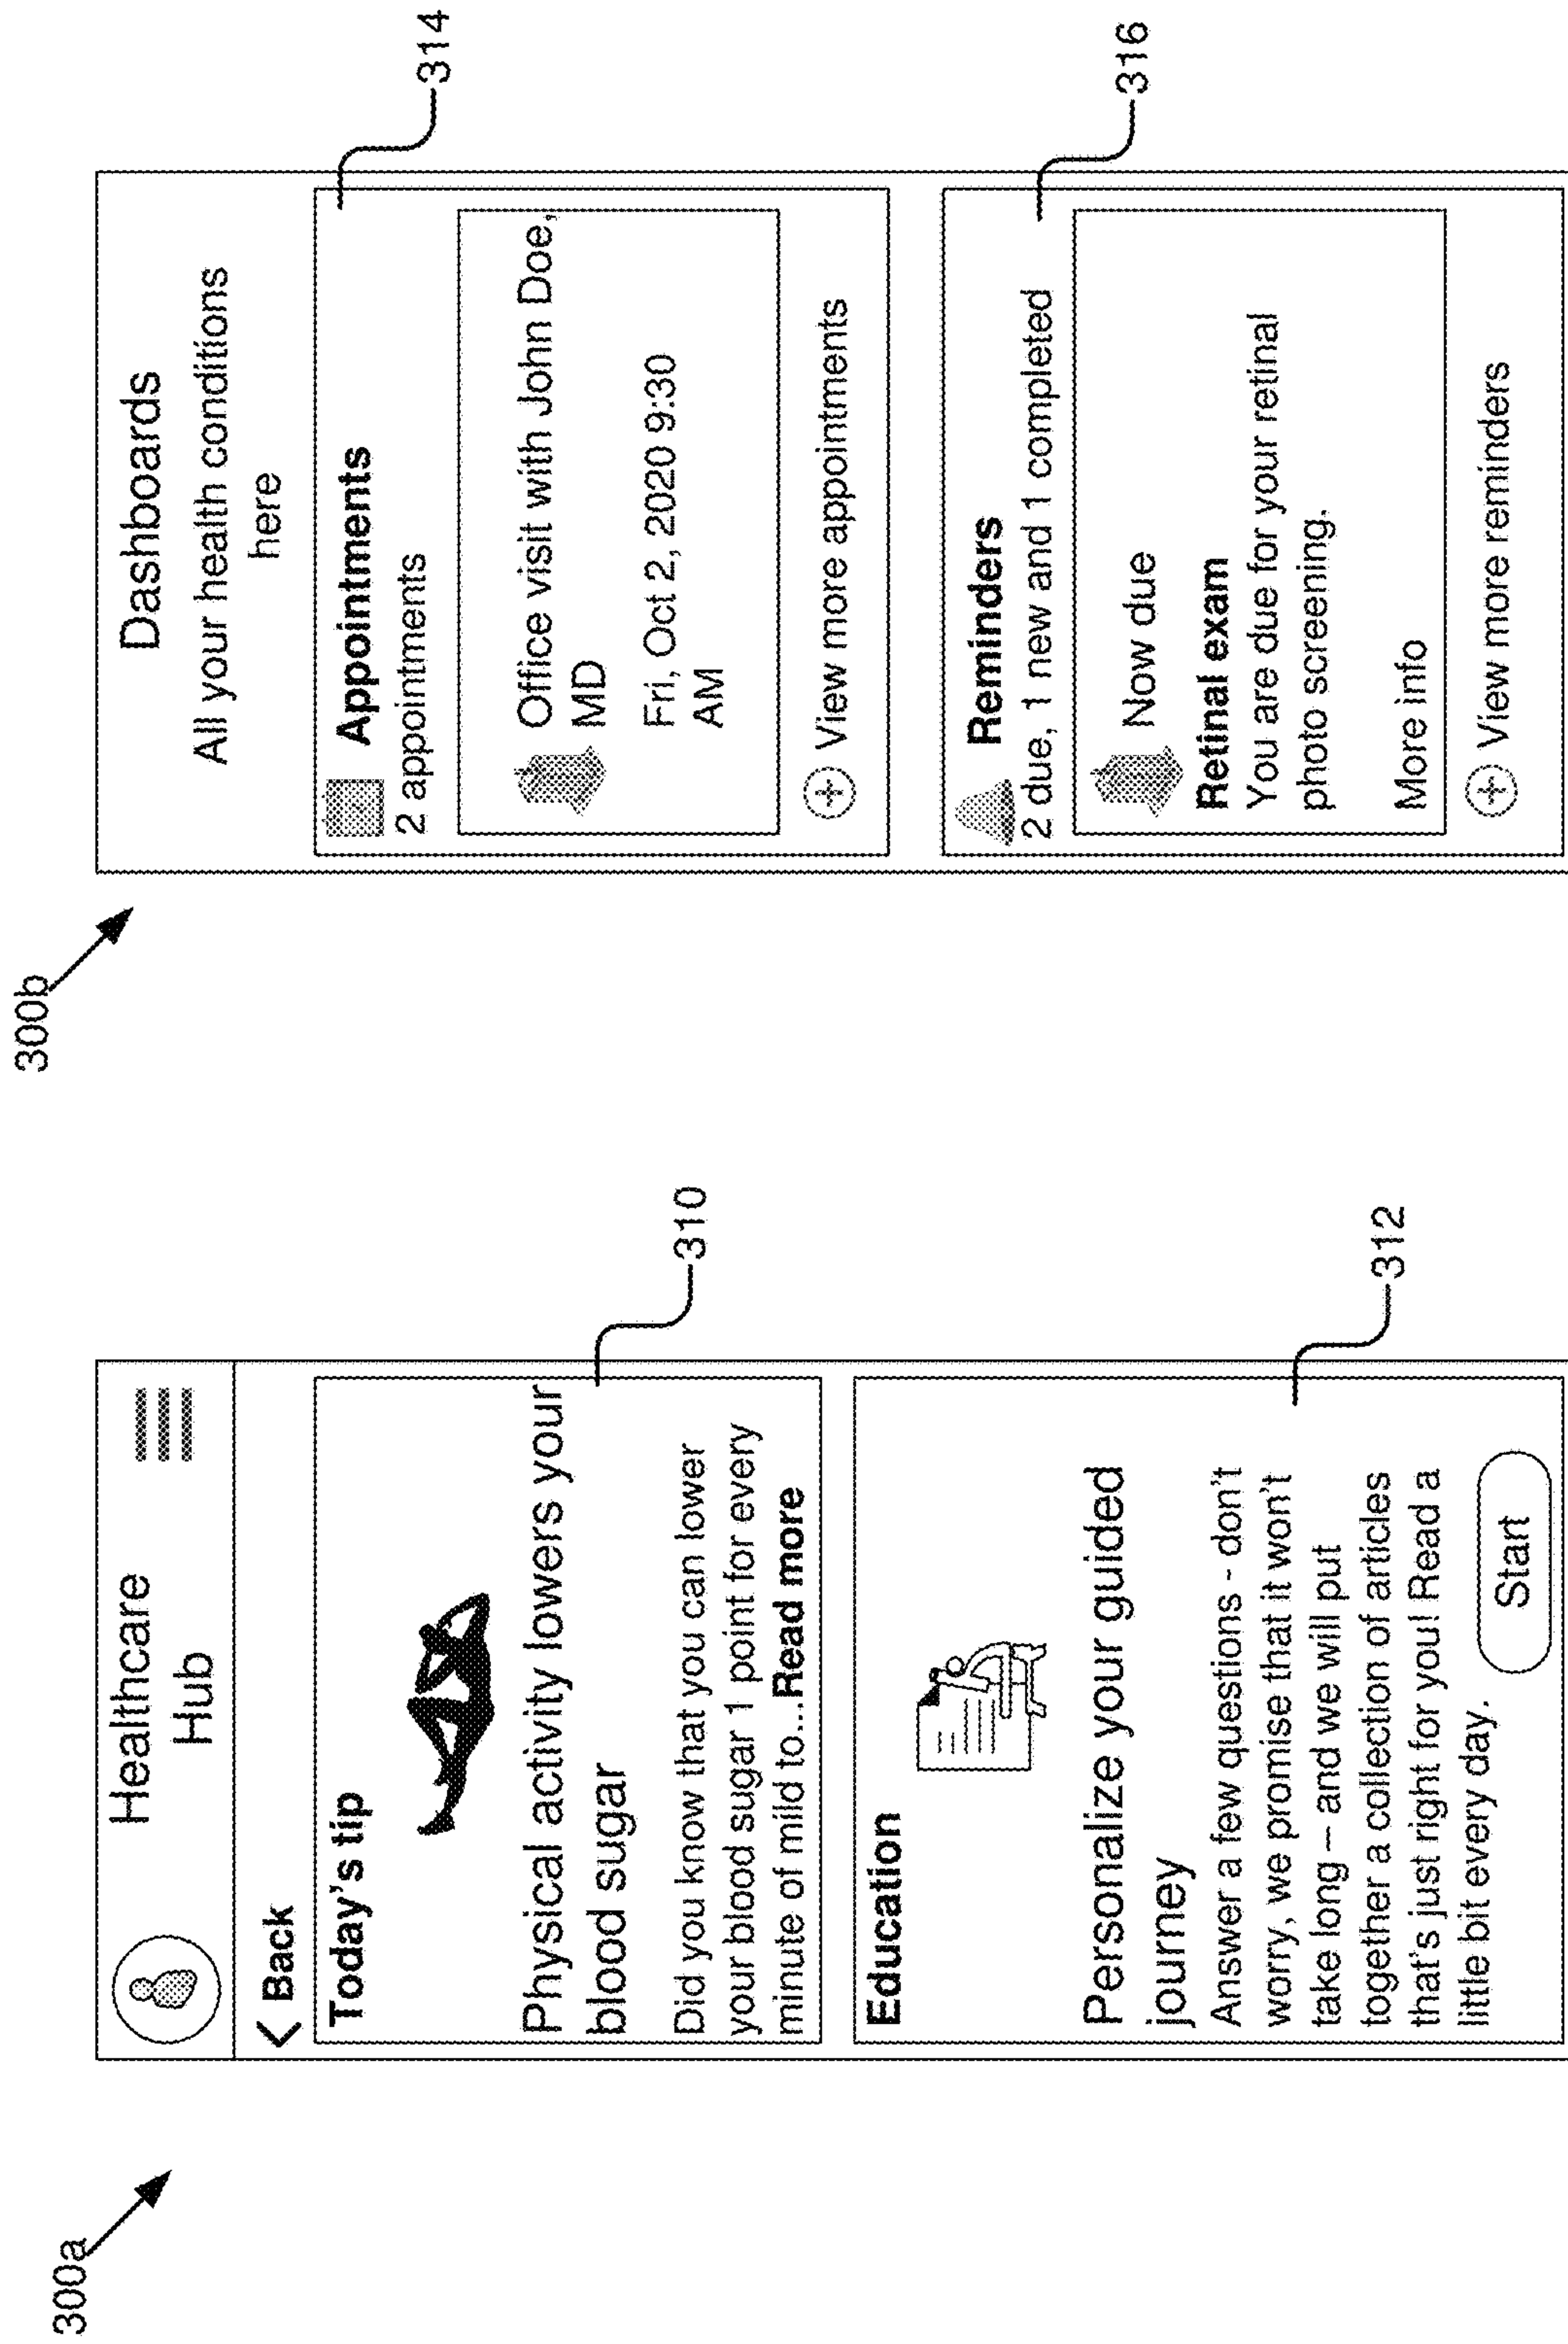 300a
Healthcare
Hub
Back
Today's tip
Physical activity lowers your
blood sugar
Did you know that you can lower
your blood sugar 1 point for every
minute of mild to...Read more
310
Education
Personalize your guided
journey
Answer a few questions - don't
worry, we promise that it won't
take long – and we will put
together a collection of articles
that's just right for you! Read a
little bit every day.
Start
312
300b
Dashboards
All your health conditions
here
Appointments
2 appointments
314
Office visit with John Doe,
MD
Fri, Oct 2, 2020 9:30
AM
View more appointments
Reminders
2 due, 1 new and 1 completed
316
Now due
Retinal exam
You are due for your retinal
photo screening.
More info
View more reminders